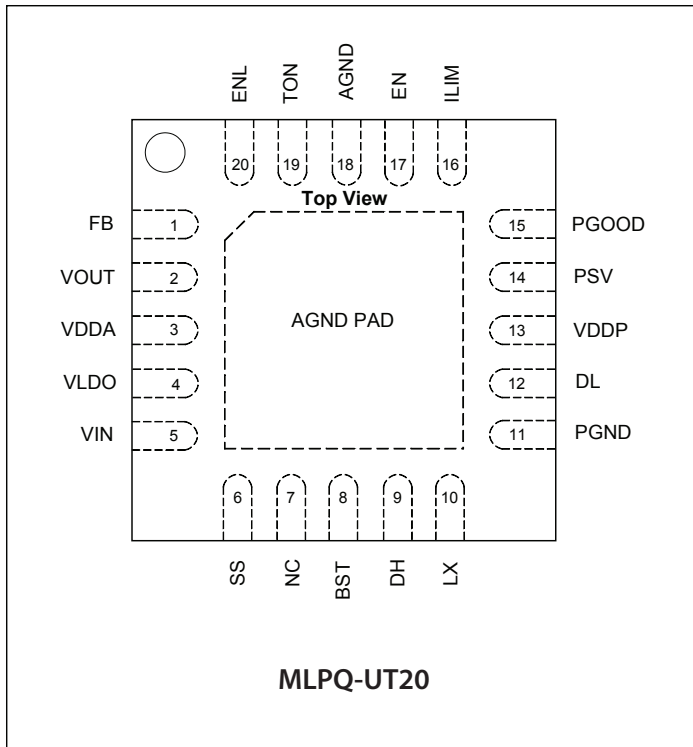 ENL
TON
AGND
EN
ILIM
20
19
18
17
16
Top View
FB
1
VOUT
2
VDDA
3
VLDO
4
VIN
5
15
PGOOD
14
PSV
13
VDDP
12
DL
11
PGND
AGND PAD
6
7
8
9
10
SS
NC
BST
DH
LX
MLPQ-UT20